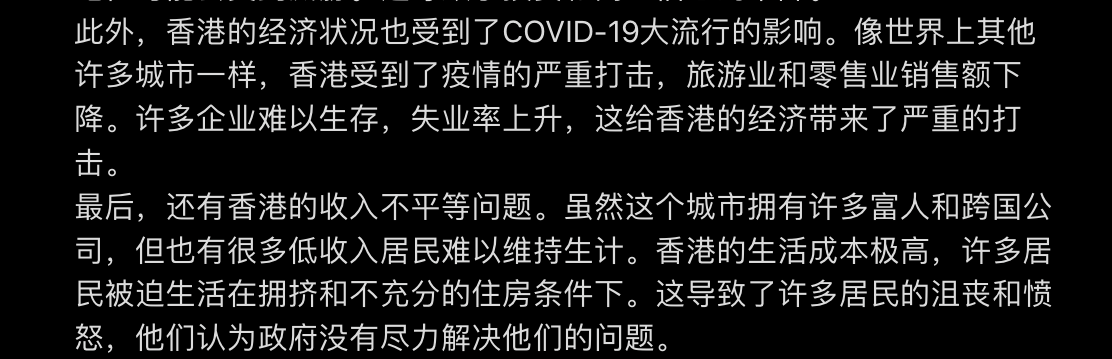 此外，香港的经济状况也受到了COVID-19大流行的影响。像世界上其他
许多城市一样，香港受到了疫情的严重打击，旅游业和零售业销售额下
降。许多企业难以生存，失业率上升，这给香港的经济带来了严重的打
击。
最后，还有香港的收入不平等问题。虽然这个城市拥有许多富人和跨国公
司，但也有很多低收入居民难以维持生计。香港的生活成本极高，许多居
民被迫生活在拥挤和不充分的住房条件下。这导致了许多居民的沮丧和愤
怒，他们认为政府没有尽力解决他们的问题。